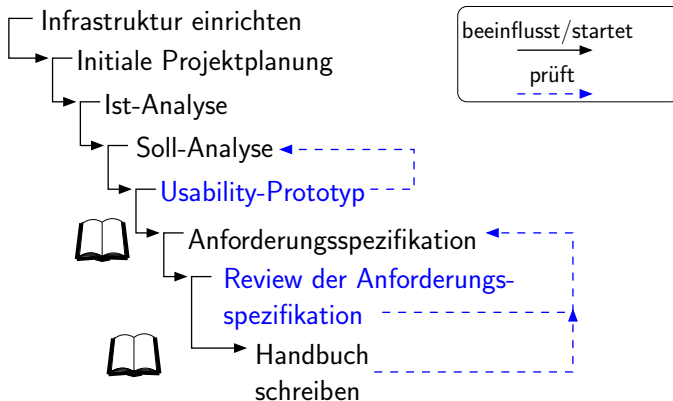 Infrastruktur einrichten
beeinflusst/startet
Initiale Projektplanung
prüft
Ist-Analyse
Soll-Analyse
Usability-Prototyp
Anforderungsspezifikation
Review der Anforderungs-
spezifikation
Handbuch
schreiben